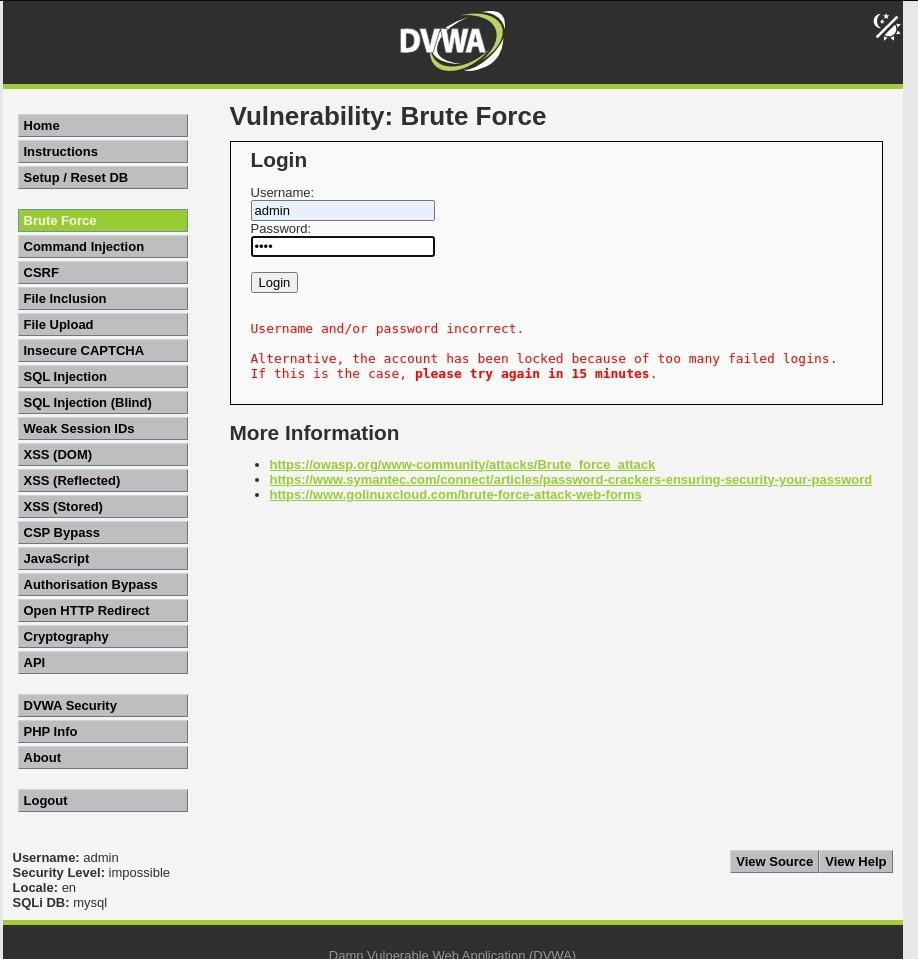 DVWA
Vulnerability: Brute Force
Home
Instructions
Setup / Reset DB
Brute Force
Command Injection
CSRF
File Inclusion
File Upload
Insecure CAPTCHA
SQL Injection
SQL Injection (Blind)
Weak Session IDs
XSS (DOM)
XSS (Reflected)
XSS (Stored)
CSP Bypass
JavaScript
Authorisation Bypass
Open HTTP Redirect
Cryptography
API
DVWA Security
PHP Info
About
Logout
Login
Username:
admin
Password:
••••
Login
Username and/or password incorrect.
Alternative, the account has been locked because of too many failed logins.
If this is the case, please try again in 15 minutes.
More Information
https://owasp.org/www-community/attacks/Brute_force_attack
https://www.symantec.com/connect/articles/password-crackers-ensuring-security-your-password
https://www.golinuxcloud.com/brute-force-attack-web-forms
Username: admin
Security Level: impossible
Locale: en
SQLi DB: mysql
View Source View Help
Damn Vulnerable Web Application (DVWA)